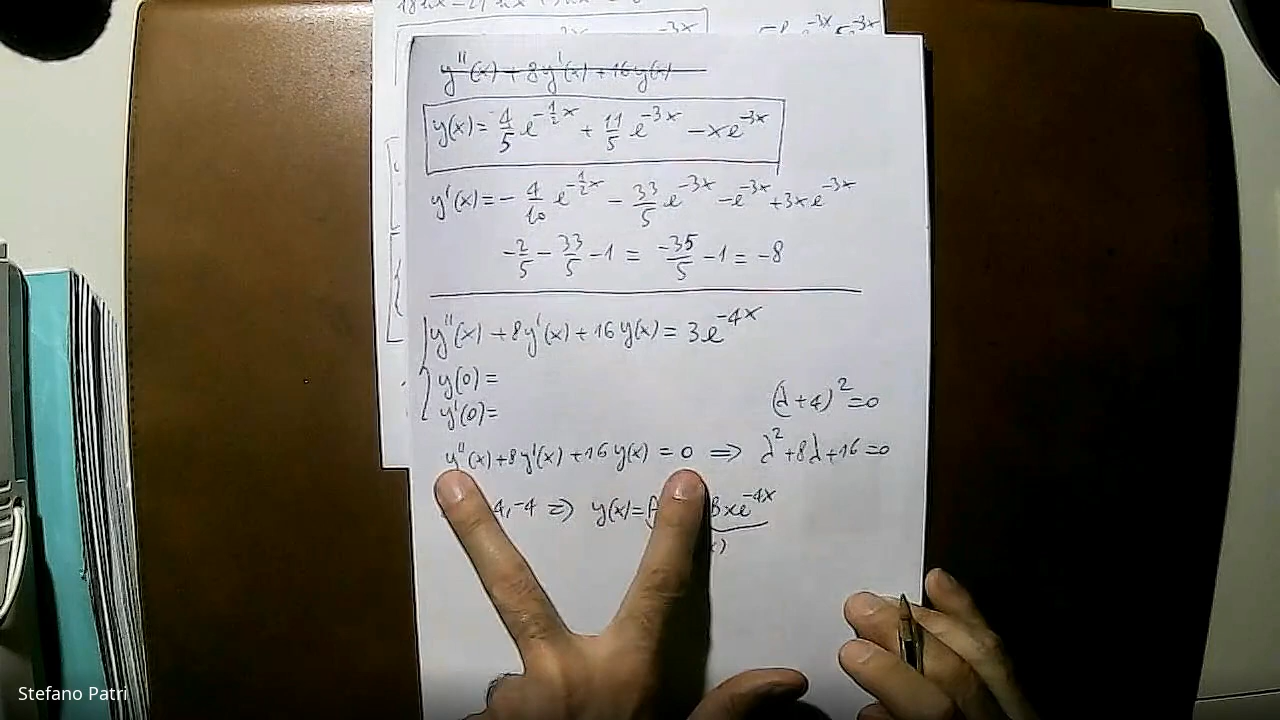 y''(x) + 8y'(x) + 16y(x)
y(x) = 4/5 e^{-1/2 x} + 11/5 e^{-3x} - xe^{-3x}
y'(x) = - 4/10 e^{-1/2 x} - 33/5 e^{-3x} - e^{-3x} + 3xe^{-3x}
-2/5 - 33/5 - 1 = -35/5 - 1 = -8
y''(x) + 8y'(x) + 16y(x) = 3e^{-4x}
y(0) =
y'(0) =
(λ+4)^2 = 0
y''(x) + 8y'(x) + 16y(x) = 0 ⇒ λ^2 + 8λ + 16 = 0
4, -4 ⇒ y(x) = A Bxe^{-4x}
Stefano Patri